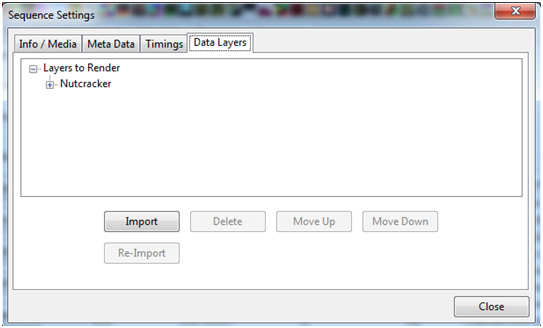 Sequence Settings
Info / Media Meta Data Timings Data Layers
Layers to Render
Nutcracker
Import Delete Move Up Move Down
Re-Import
Close